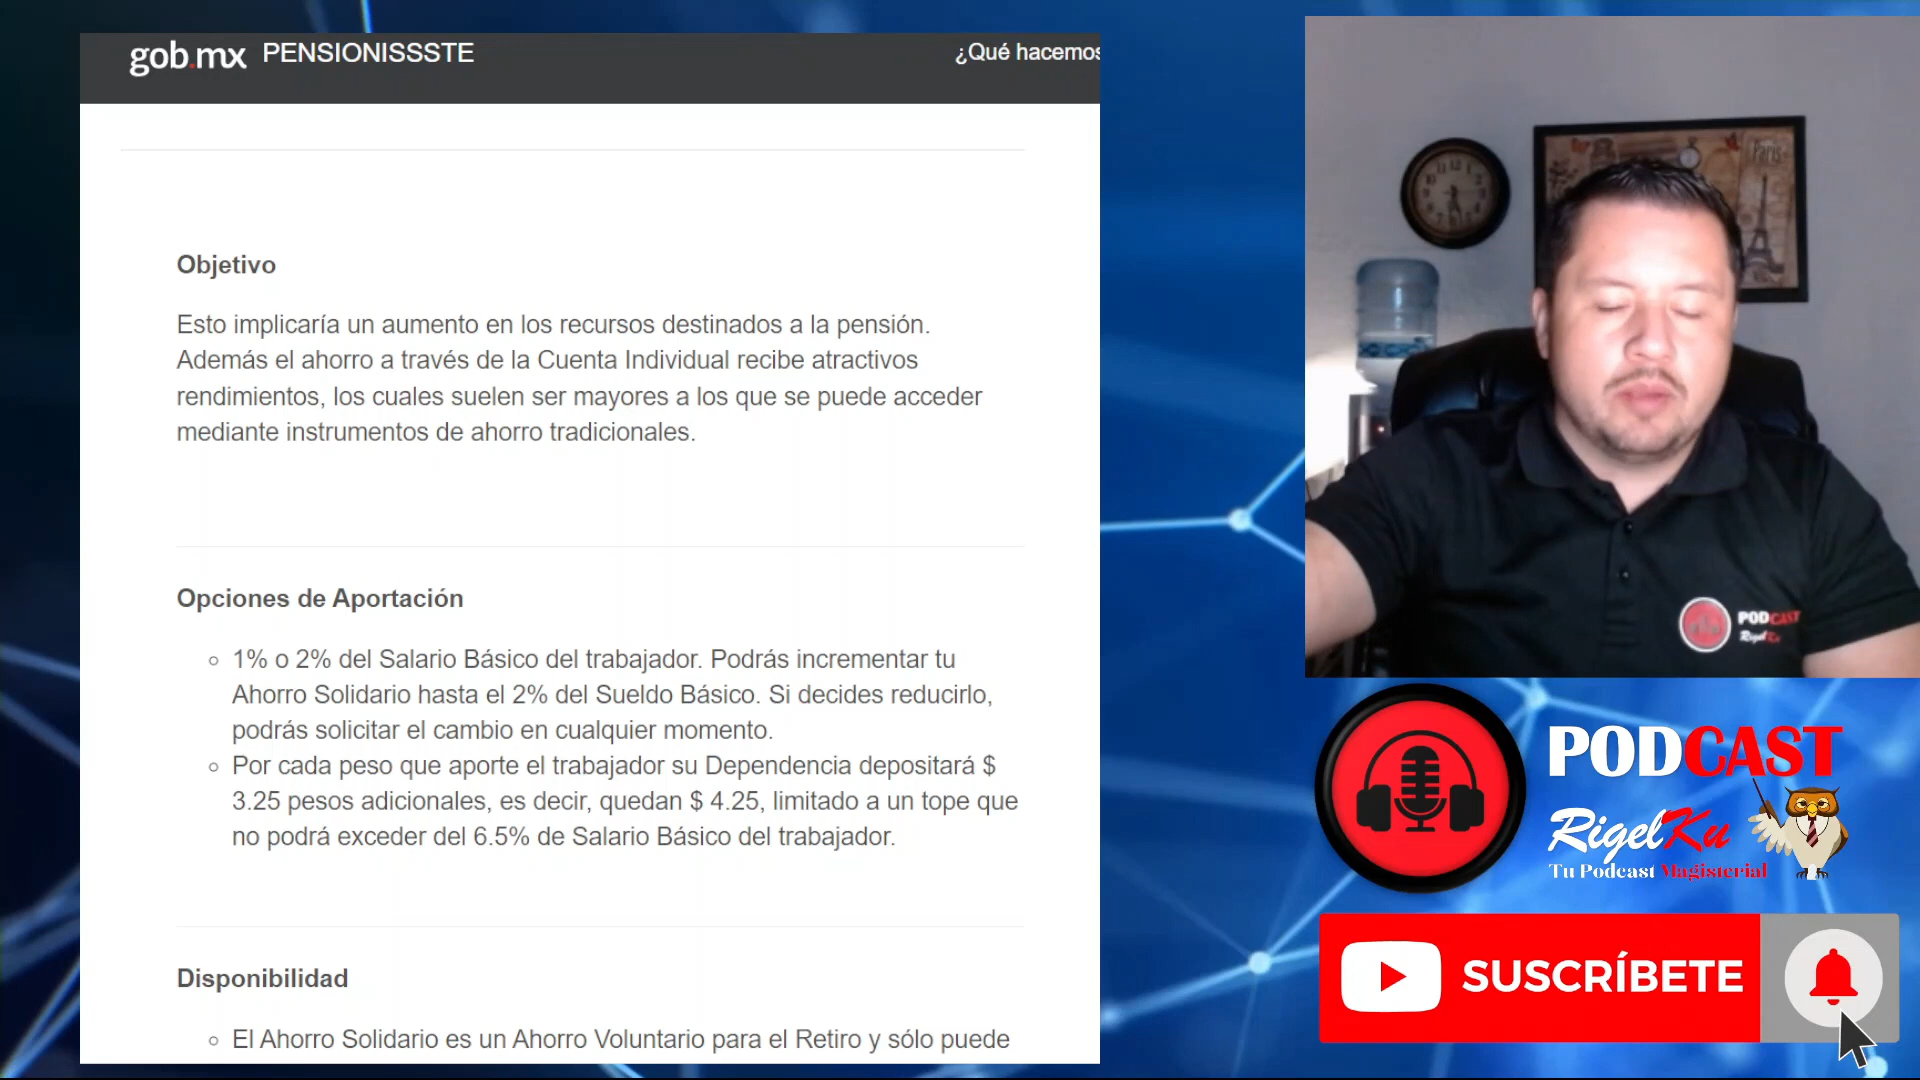 gob.mx PENSIONISSSTE
¿Qué hacemos
Objetivo
Esto implicaría un aumento en los recursos destinados a la pensión.
Además el ahorro a través de la Cuenta Individual recibe atractivos
rendimientos, los cuales suelen ser mayores a los que se puede acceder
mediante instrumentos de ahorro tradicionales.
Opciones de Aportación
1% o 2% del Salario Básico del trabajador. Podrás incrementar tu
Ahorro Solidario hasta el 2% del Sueldo Básico. Si decides reducirlo,
podrás solicitar el cambio en cualquier momento.
Por cada peso que aporte el trabajador su Dependencia depositará $
3.25 pesos adicionales, es decir, quedan $ 4.25, limitado a un tope que
no podrá exceder del 6.5% de Salario Básico del trabajador.
Disponibilidad
El Ahorro Solidario es un Ahorro Voluntario para el Retiro y sólo puede
Paris
PODCAST
RigelKu
PODCAST
RigelKu
Tu Podcast Magisterial
SUSCRÍBETE